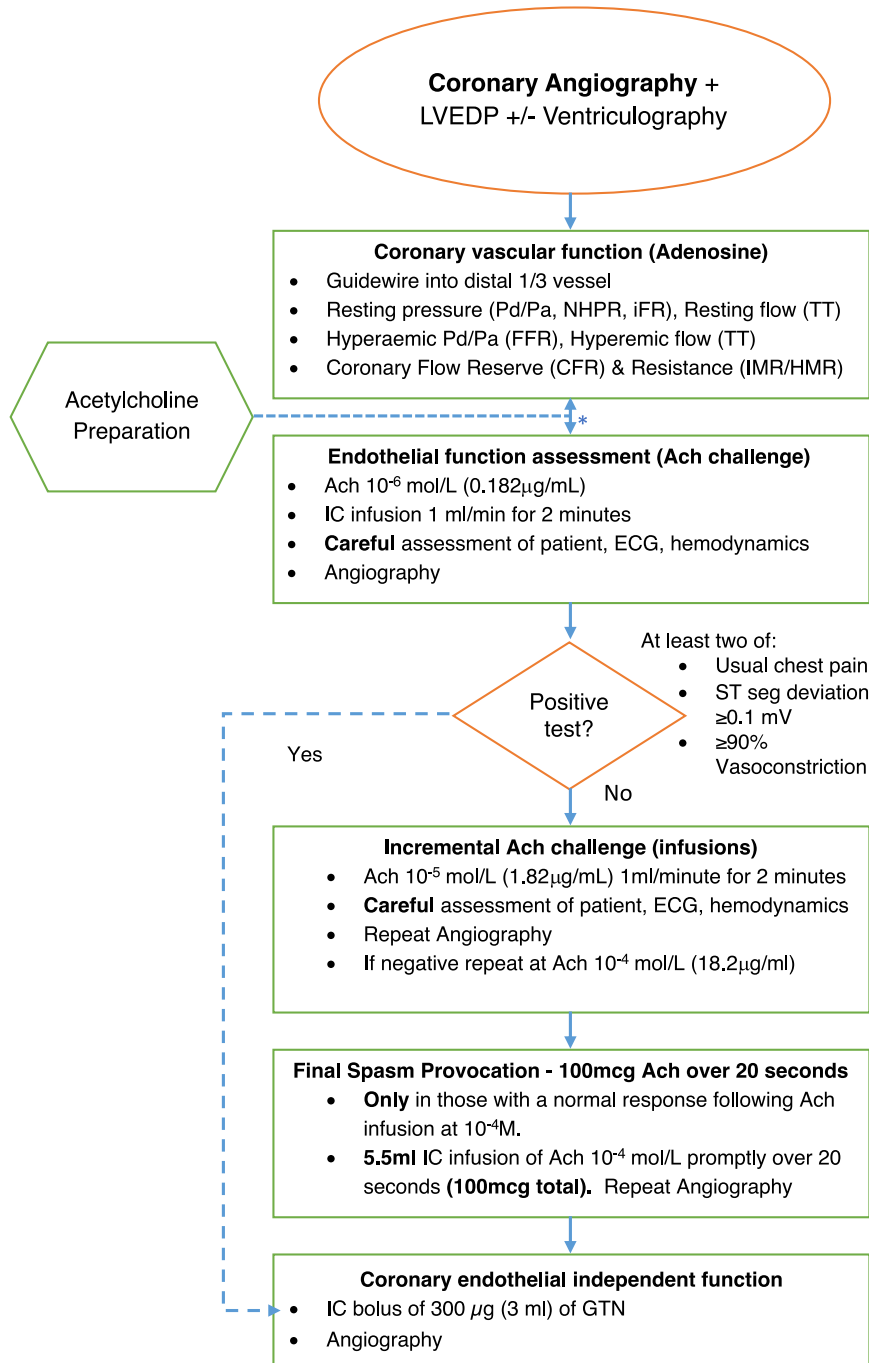 Coronary Angiography +
LVEDP +/- Ventriculography
Coronary vascular function (Adenosine)
• Guidewire into distal 1/3 vessel
• Resting pressure (Pd/Pa, NHPR, iFR), Resting flow (TT)
• Hyperaemic Pd/Pa (FFR), Hyperemic flow (TT)
• Coronary Flow Reserve (CFR) & Resistance (IMR/HMR)
Acetylcholine
Preparation
*
Endothelial function assessment (Ach challenge)
• Ach 10⁻⁶ mol/L (0.182µg/mL)
• IC infusion 1 ml/min for 2 minutes
• Careful assessment of patient, ECG, hemodynamics
• Angiography
Positive
test?
At least two of:
• Usual chest pain
• ST seg deviation
≥0.1 mV
• ≥90%
Vasoconstriction
Yes
No
Incremental Ach challenge (infusions)
• Ach 10⁻⁵ mol/L (1.82µg/mL) 1ml/minute for 2 minutes
• Careful assessment of patient, ECG, hemodynamics
• Repeat Angiography
• If negative repeat at Ach 10⁻⁴ mol/L (18.2µg/ml)
Final Spasm Provocation - 100mcg Ach over 20 seconds
• Only in those with a normal response following Ach
infusion at 10⁻⁴M.
• 5.5ml IC infusion of Ach 10⁻⁴ mol/L promptly over 20
seconds (100mcg total). Repeat Angiography
Coronary endothelial independent function
• IC bolus of 300 µg (3 ml) of GTN
• Angiography